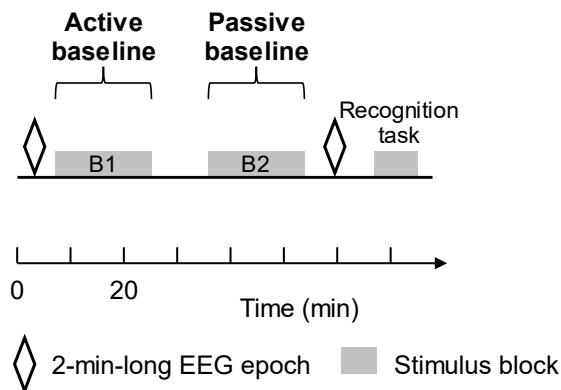 Active
baseline
Passive
baseline
Recognition
task
B1
B2
0
20
Time (min)
2-min-long EEG epoch
Stimulus block